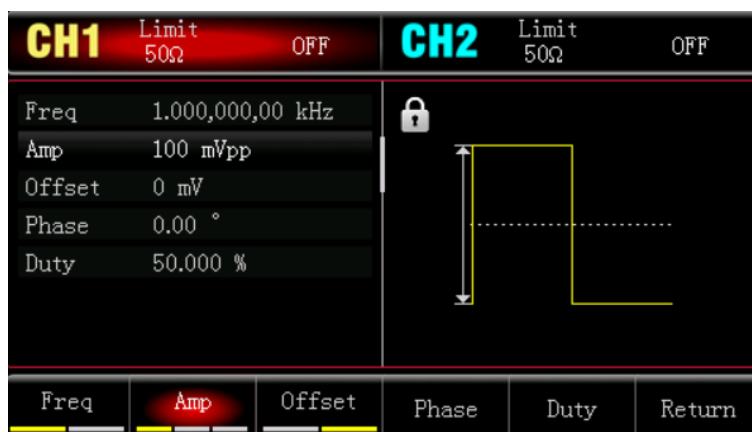 CH1 Limit 50Ω OFF CH2 Limit 50Ω OFF
Freq 1.000,000,00 kHz
Amp 100 mVpp
Offset 0 mV
Phase 0.00 °
Duty 50.000 %
Freq Amp Offset Phase Duty Return